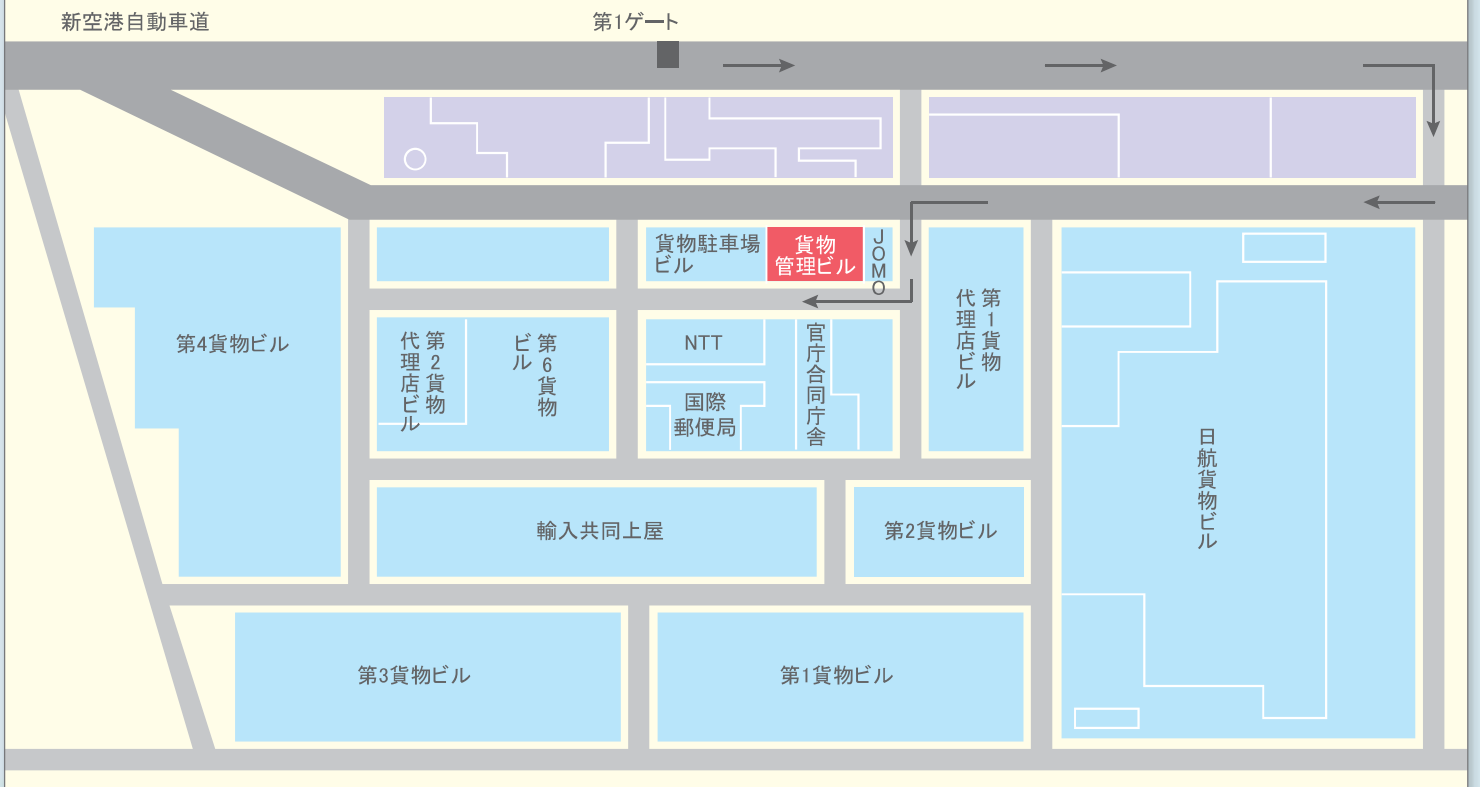 新空港自動車道
第1ゲート
貨物駐車場
ビル
貨物
管理ビル
JOMO
第4貨物ビル
第2貨物
代理店ビル
第6貨物
ビル
NTT
国際
郵便局
官庁合同庁舎
第1貨物
代理店ビル
日航貨物ビル
輸入共同上屋
第2貨物ビル
第3貨物ビル
第1貨物ビル